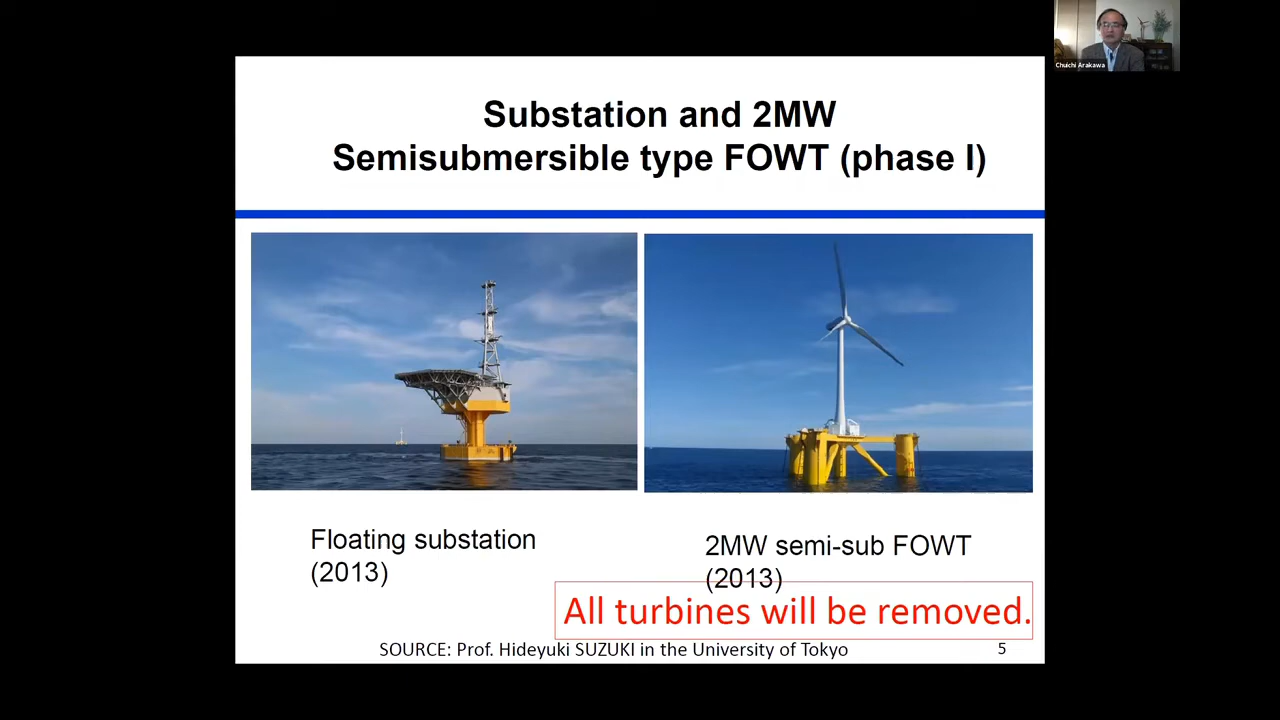 Chuichi Arakawa
Substation and 2MW
Semisubmersible type FOWT (phase I)
Floating substation
(2013)
2MW semi-sub FOWT
(2013)
All turbines will be removed.
SOURCE: Prof. Hideyuki SUZUKI in the University of Tokyo
5